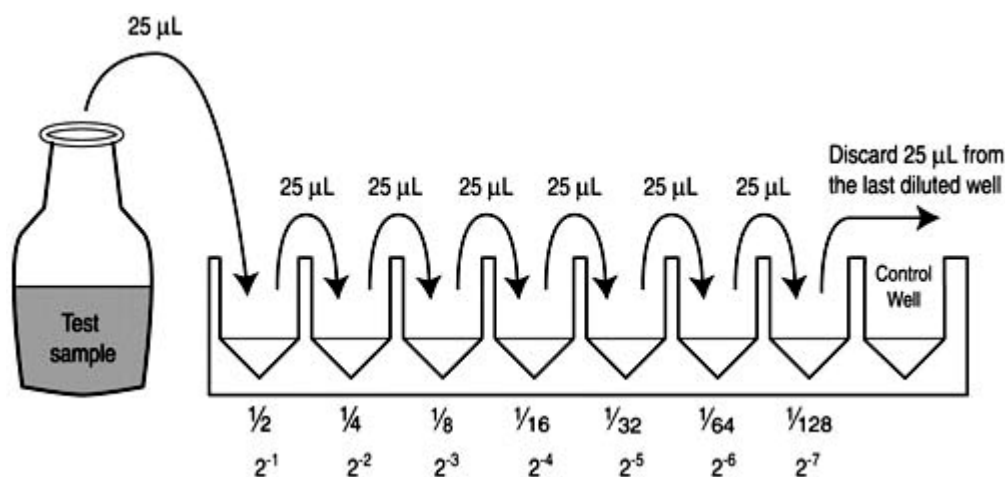 25 µL
25 µL 25 µL 25 µL 25 µL 25 µL 25 µL
Discard 25 µL from
the last diluted well
Test
sample
Control
Well
½ ¼ ⅛ 1/16 1/32 1/64 1/128
2⁻¹ 2⁻² 2⁻³ 2⁻⁴ 2⁻⁵ 2⁻⁶ 2⁻⁷